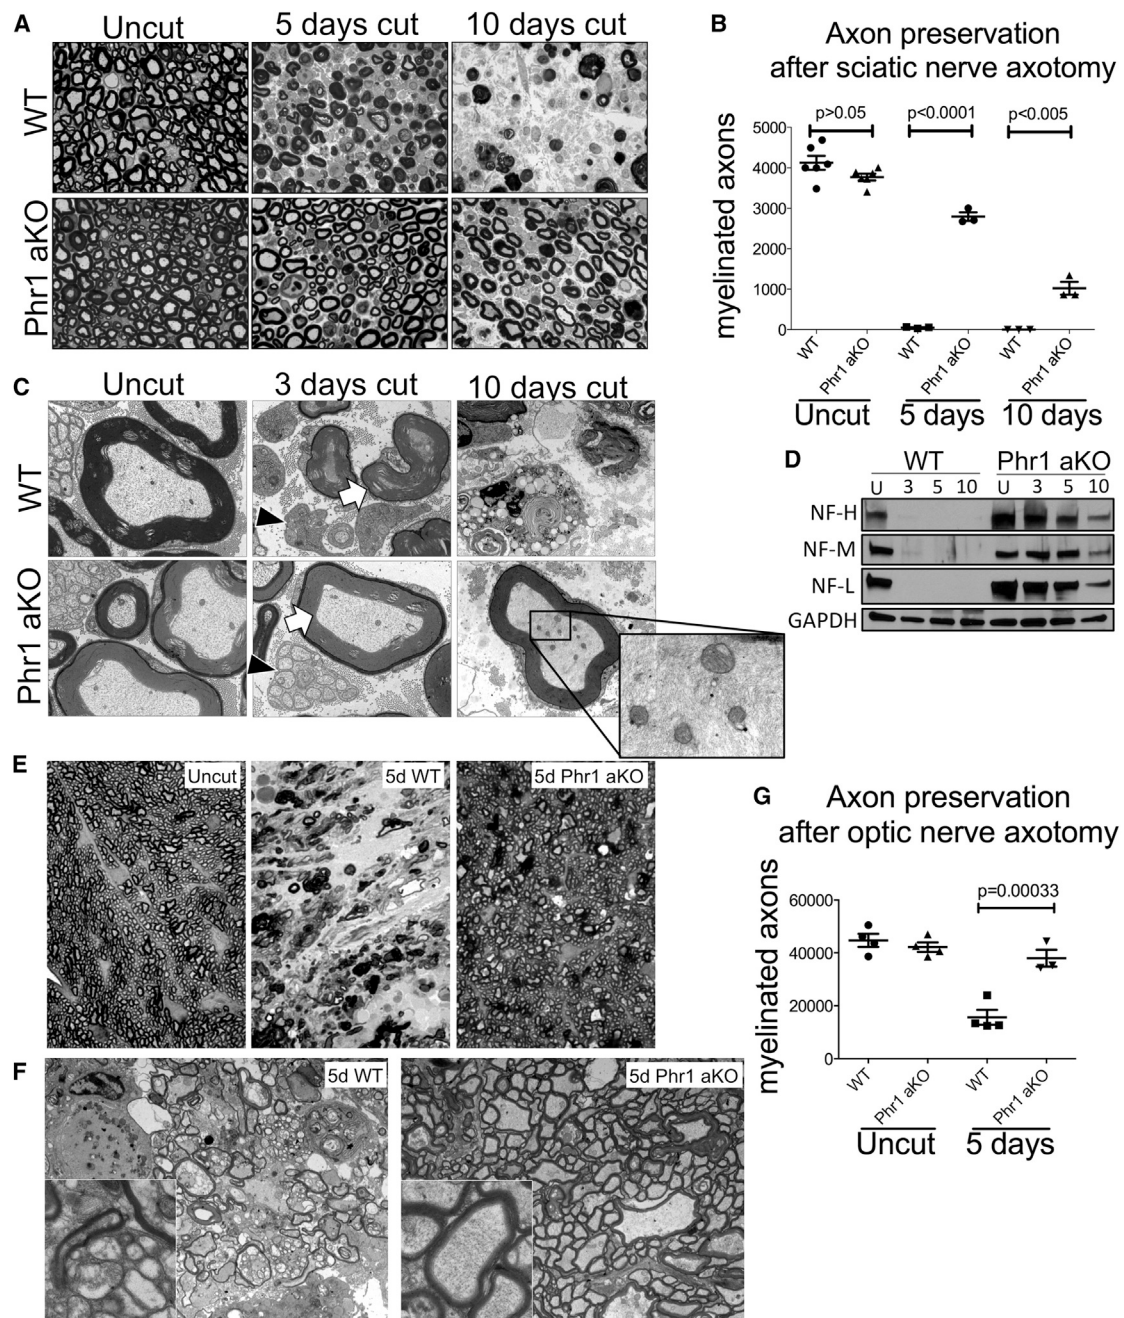 A
Uncut
5 days cut
10 days cut
WT
Phr1 aKO
B
Axon preservation
after sciatic nerve axotomy
p>0.05
p<0.0001
p<0.005
myelinated axons
5000
4000
3000
2000
1000
0
WT
Phr1 aKO
WT
Phr1 aKO
WT
Phr1 aKO
Uncut
5 days
10 days
C
Uncut
3 days cut
10 days cut
WT
Phr1 aKO
D
WT
Phr1 aKO
U 3 5 10 U 3 5 10
NF-H
NF-M
NF-L
GAPDH
E
Uncut
5d WT
5d Phr1 aKO
F
5d WT
5d Phr1 aKO
G
Axon preservation
after optic nerve axotomy
p=0.00033
myelinated axons
60000
40000
20000
0
WT
Phr1 aKO
WT
Phr1 aKO
Uncut
5 days